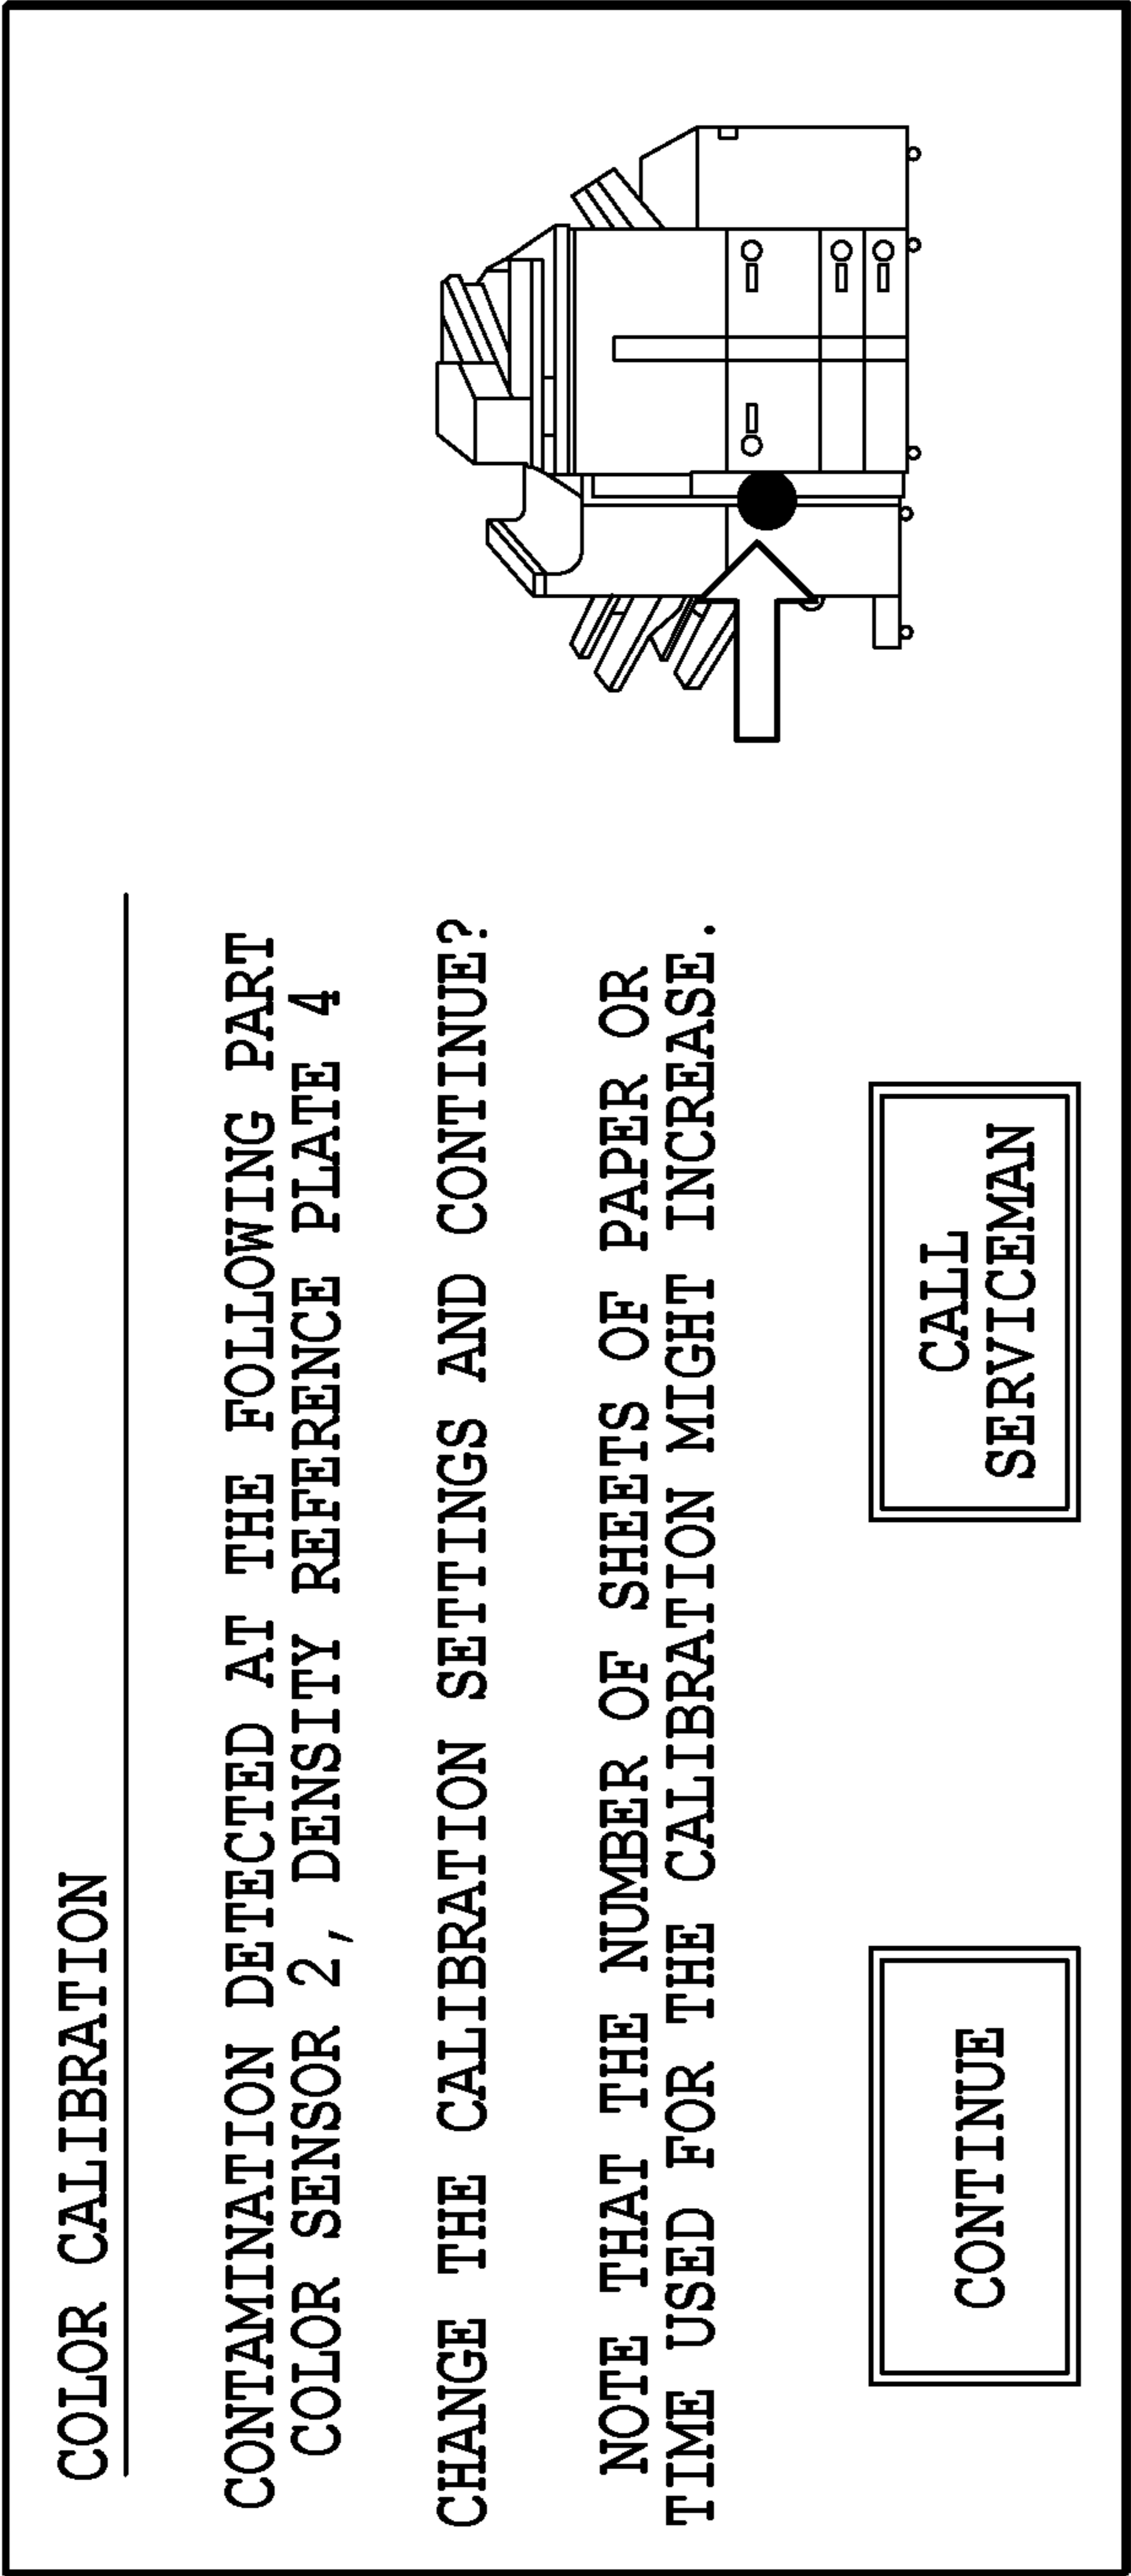 COLOR CALIBRATION
CONTAMINATION DETECTED AT THE FOLLOWING PART
COLOR SENSOR 2, DENSITY REFERENCE PLATE 4
CHANGE THE CALIBRATION SETTINGS AND CONTINUE?
NOTE THAT THE NUMBER OF SHEETS OF PAPER OR
TIME USED FOR THE CALIBRATION MIGHT INCREASE.
CONTINUE
CALL
SERVICEMAN